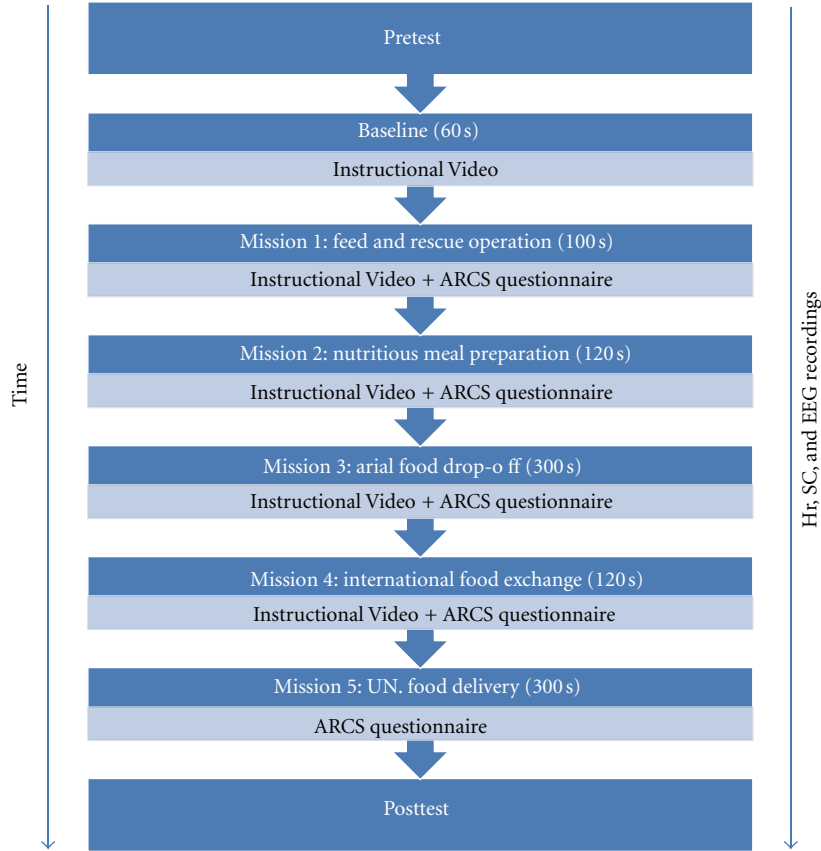 Pretest
Baseline (60 s)
Instructional Video
Mission 1: feed and rescue operation (100 s)
Instructional Video + ARCS questionnaire
Mission 2: nutritious meal preparation (120 s)
Instructional Video + ARCS questionnaire
Mission 3: arial food drop-o ff (300 s)
Instructional Video + ARCS questionnaire
Mission 4: international food exchange (120 s)
Instructional Video + ARCS questionnaire
Mission 5: UN. food delivery (300 s)
ARCS questionnaire
Posttest
Time
Hr, SC, and EEG recordings